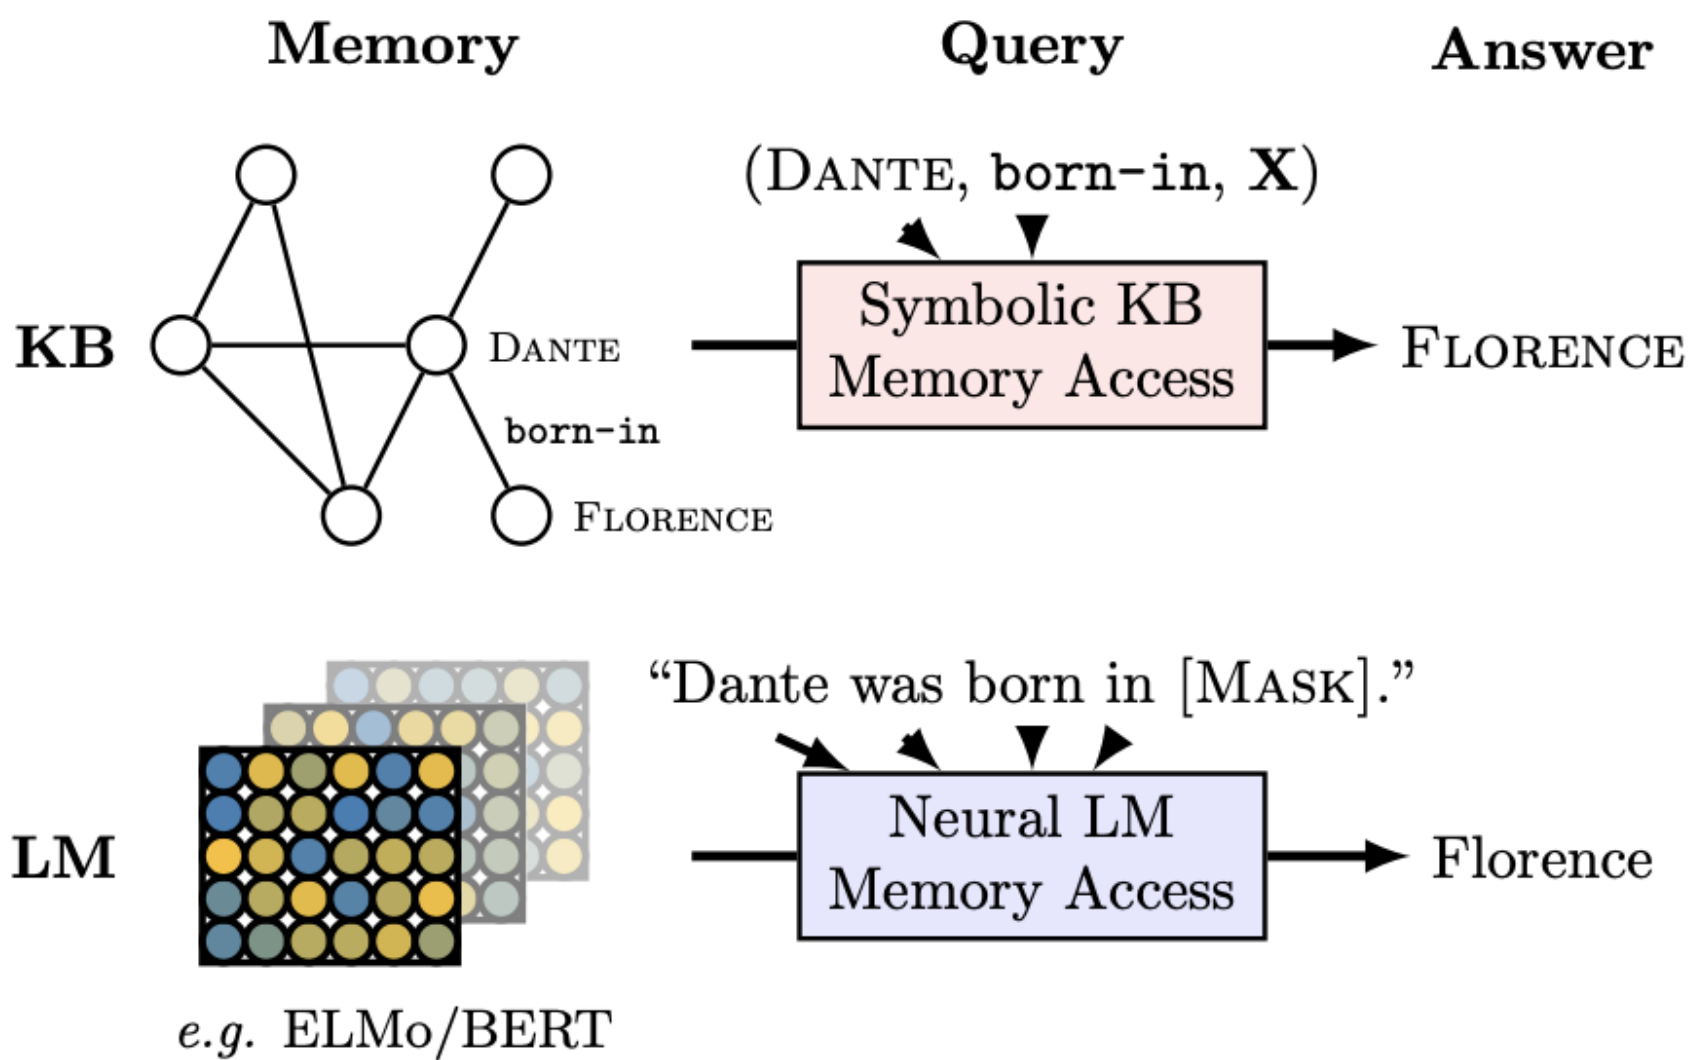 Memory Query Answer
(DANTE, born-in, X)
KB
DANTE
born-in
FLORENCE
Symbolic KB
Memory Access
FLORENCE
“Dante was born in [MASK].”
LM
Neural LM
Memory Access
Florence
e.g. ELMo/BERT